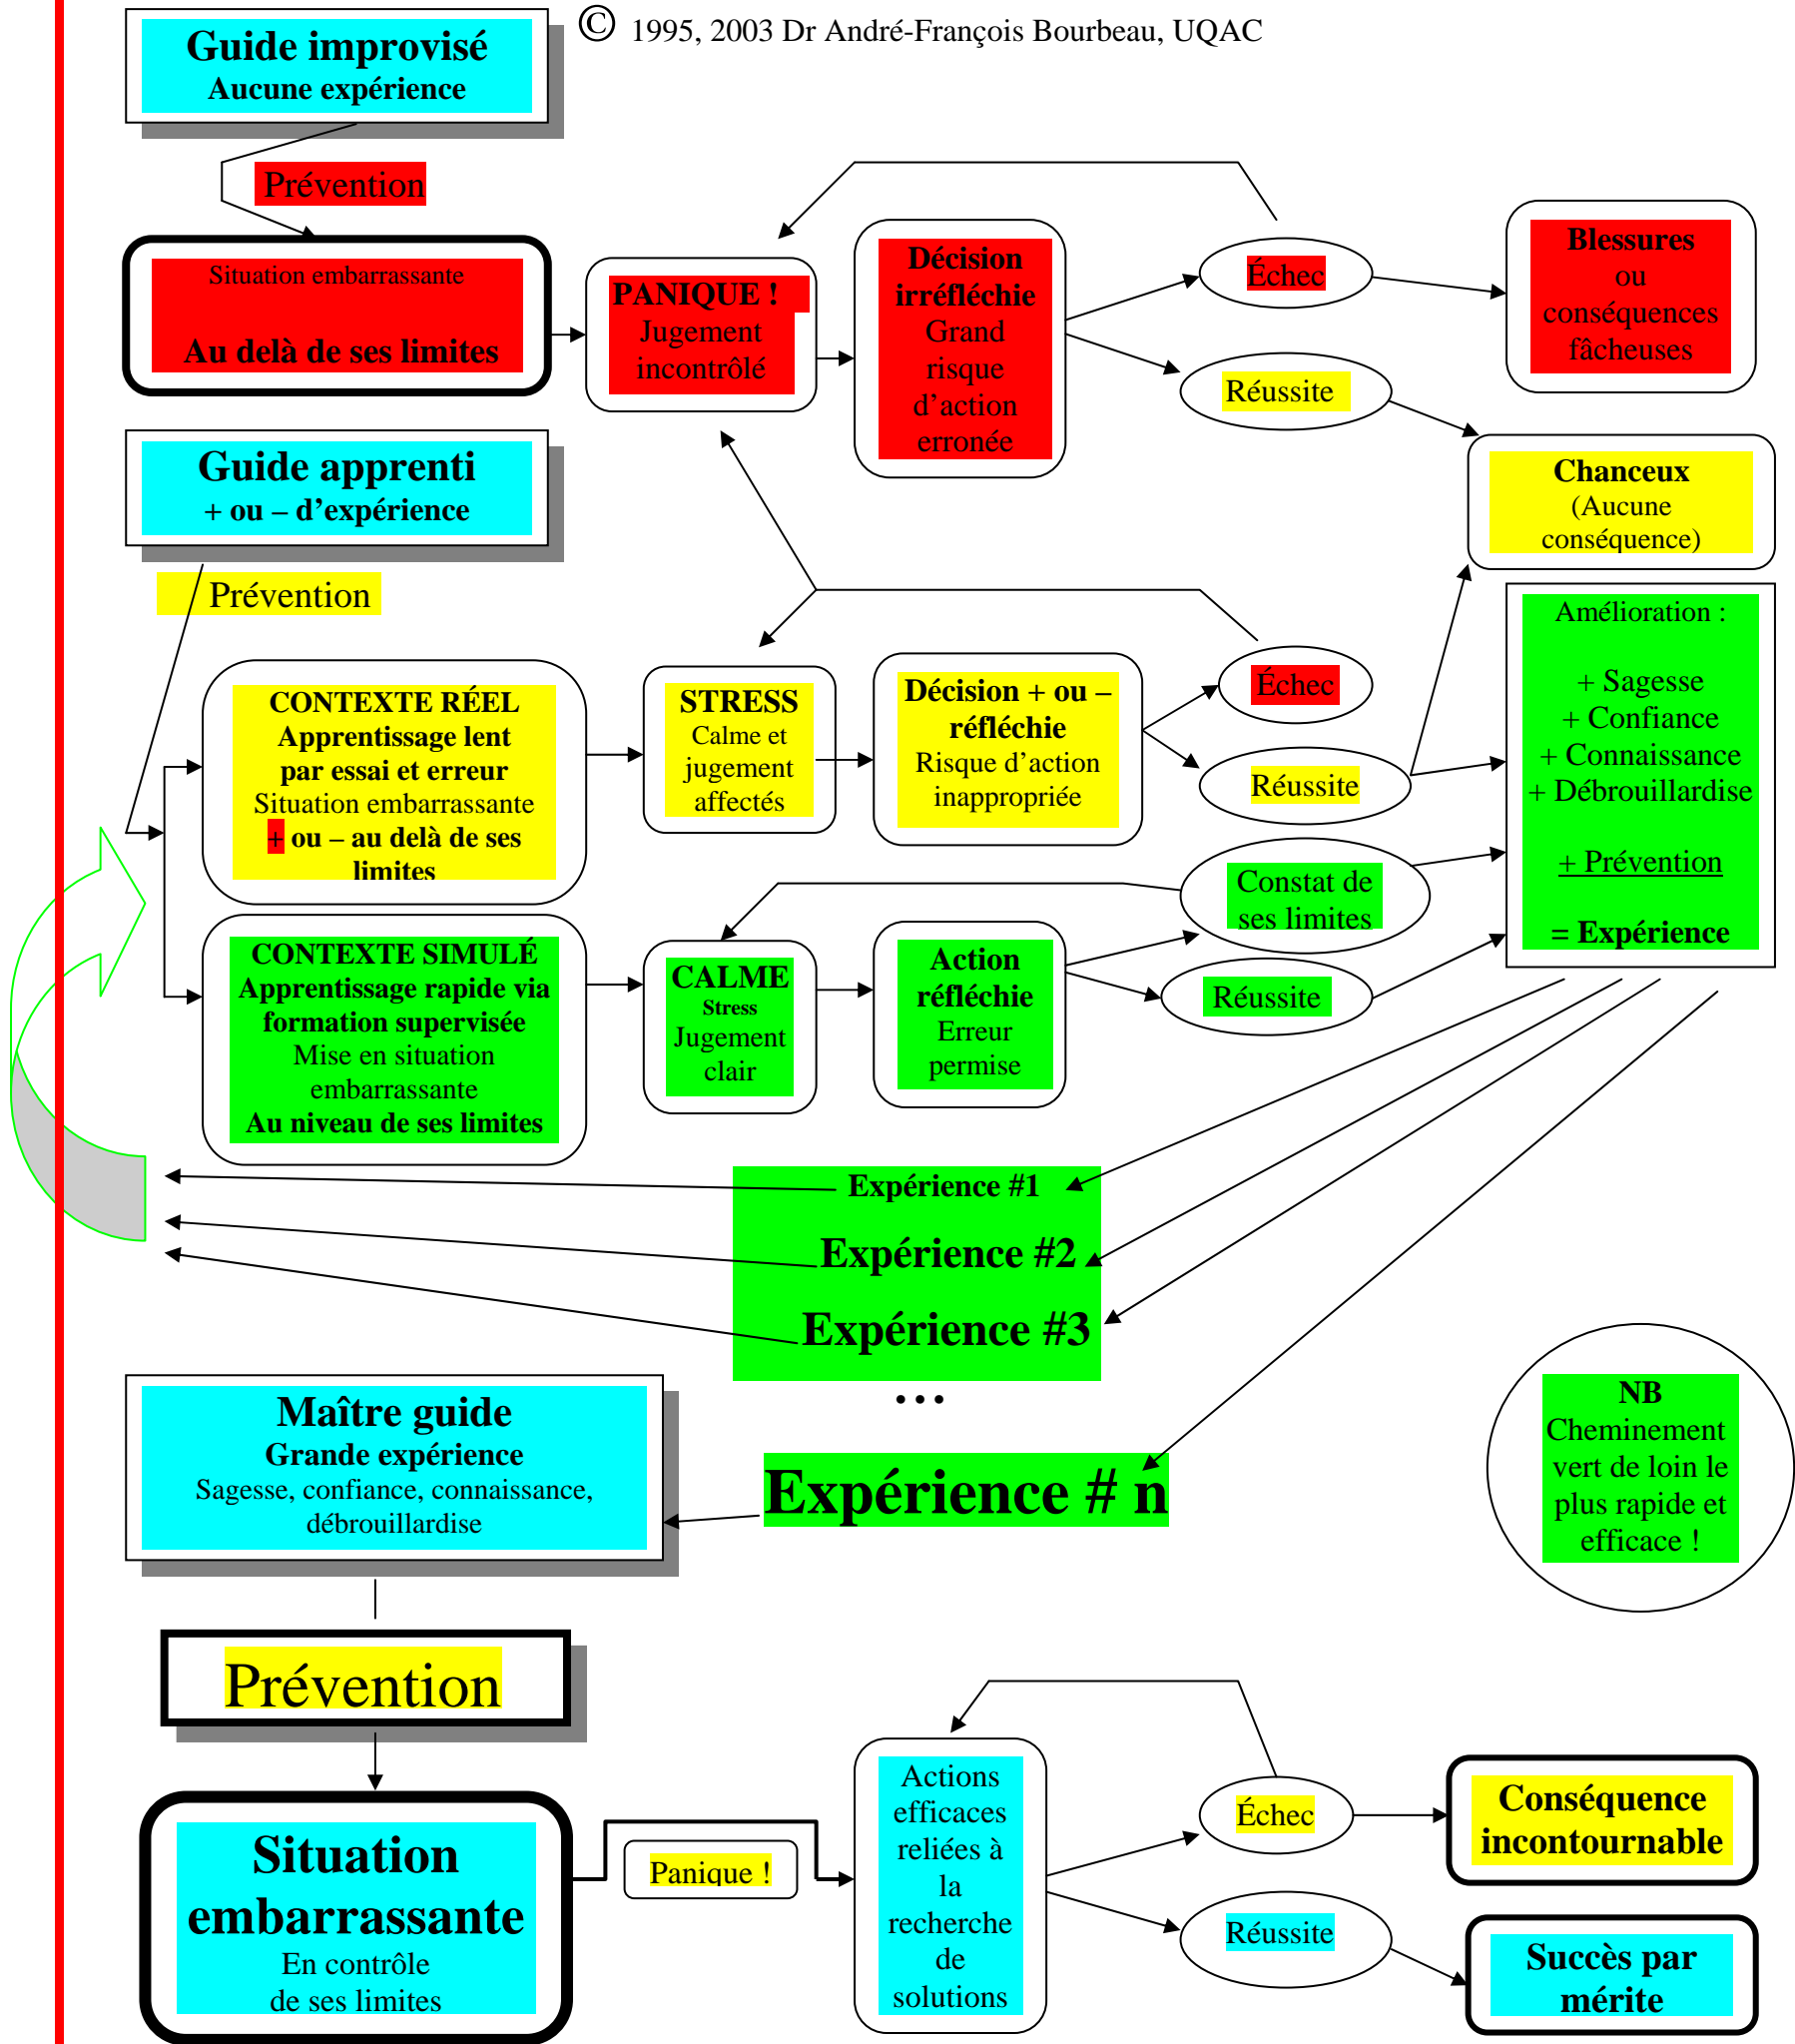 © 1995, 2003 Dr André-François Bourbeau, UQAC
Guide improvisé
Aucune expérience
Prévention
Situation embarrassante
Au delà de ses limites
PANIQUE !
Jugement
incontrôlé
Décision
irréfléchie
Grand
risque
d’action
erronée
Échec
Réussite
Blessures
ou
conséquences
fâcheuses
Chanceux
(Aucune
conséquence)
Guide apprenti
+ ou – d’expérience
Prévention
CONTEXTE RÉEL
Apprentissage lent
par essai et erreur
Situation embarrassante
+ ou – au delà de ses
limites
STRESS
Calme et
jugement
affectés
Décision + ou –
réfléchie
Risque d’action
inappropriée
Échec
Réussite
Amélioration :
+ Sagesse
+ Confiance
+ Connaissance
+ Débrouillardise
+ Prévention
= Expérience
CONTEXTE SIMULÉ
Apprentissage rapide via
formation supervisée
Mise en situation
embarrassante
Au niveau de ses limites
CALME
Stress
Jugement
clair
Action
réfléchie
Erreur
permise
Constat de
ses limites
Réussite
Expérience #1
Expérience #2
Expérience #3
…
Expérience # n
NB
Cheminement
vert de loin le
plus rapide et
efficace !
Maître guide
Grande expérience
Sagesse, confiance, connaissance,
débrouillardise
Prévention
Situation
embarrassante
En contrôle
de ses limites
Panique !
Actions
efficaces
reliées à
la
recherche
de
solutions
Échec
Réussite
Conséquence
incontournable
Succès par
mérite